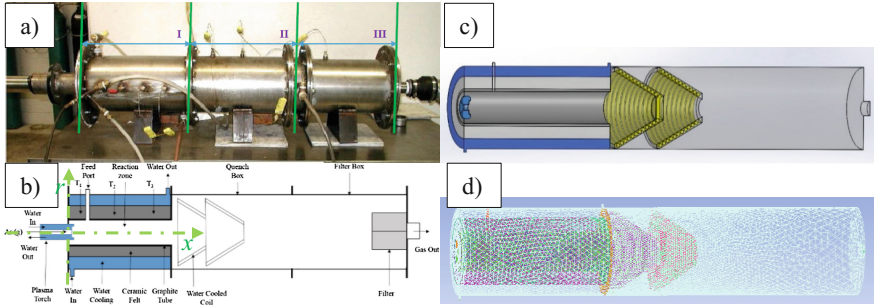 a)
I
II
III
b)
Feed
Port
Reaction
zone
Water Out
Quench
Box
Filter Box
T1
T2
T3
r
Water
In
Ar(g)
x
Water
Out
Gas Out
Plasma
Torch
Water
In
Water
Cooling
Ceramic
Felt
Graphite
Tube
Water Cooled
Coil
Filter
c)
d)